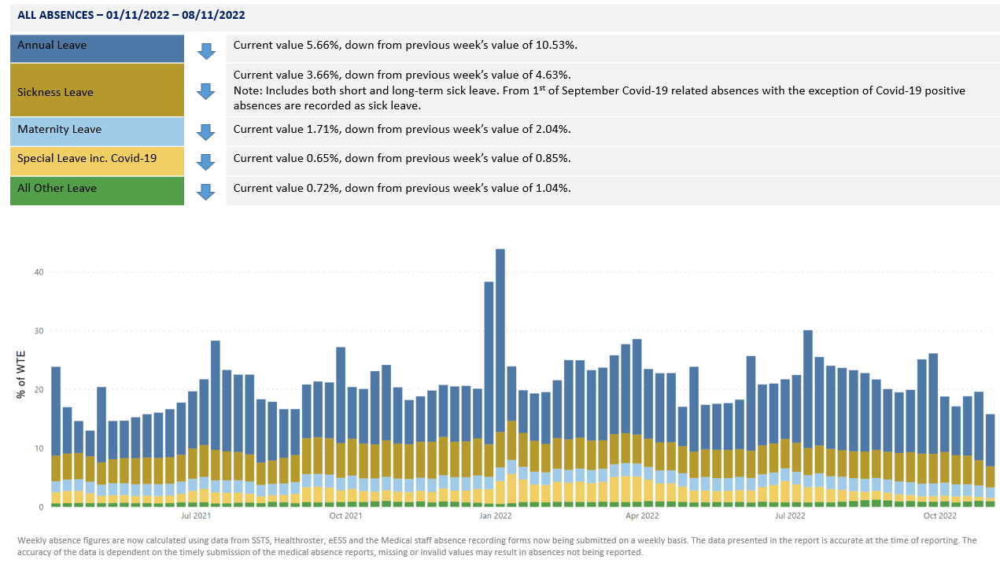 ALL ABSENCES – 01/11/2022 – 08/11/2022
Annual Leave
Current value 5.66%, down from previous week’s value of 10.53%.
Sickness Leave
Current value 3.66%, down from previous week’s value of 4.63%.
Note: Includes both short and long-term sick leave. From 1st of September Covid-19 related absences with the exception of Covid-19 positive
absences are recorded as sick leave.
Maternity Leave
Current value 1.71%, down from previous week’s value of 2.04%.
Special Leave inc. Covid-19
Current value 0.65%, down from previous week’s value of 0.85%.
All Other Leave
Current value 0.72%, down from previous week’s value of 1.04%.
% of WTE
40
30
20
10
0
Jul 2021
Oct 2021
Jan 2022
Apr 2022
Jul 2022
Oct 2022
Weekly absence figures are now calculated using data from SSTS, Healthroster, eESS and the Medical staff absence recording forms now being submitted on a weekly basis. The data presented in the report is accurate at the time of reporting. The
accuracy of the data is dependent on the timely submission of the medical absence reports, missing or invalid values may result in absences not being reported.